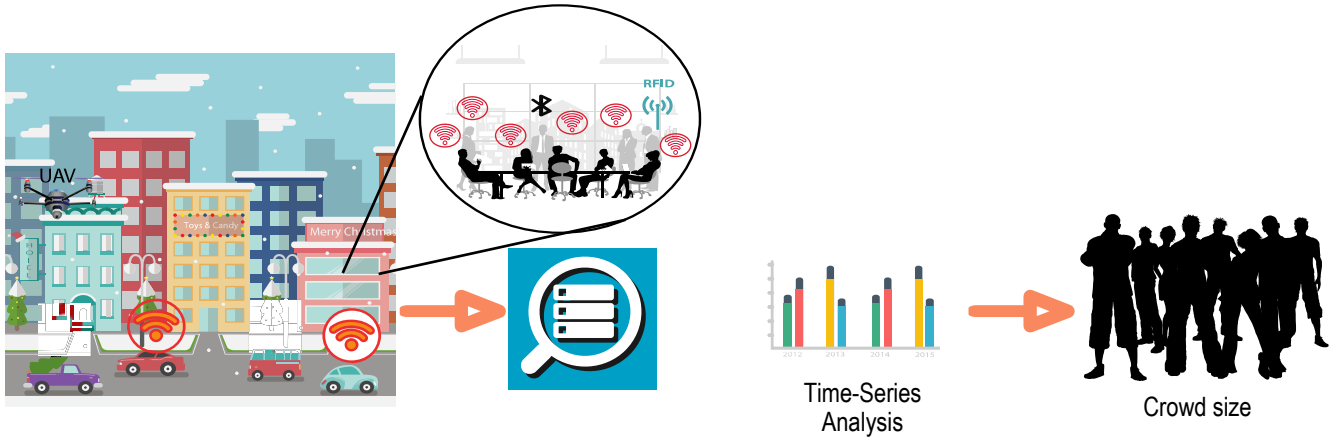 RFID
UAV
Toys & Candy
Merry Christmas
2012 2013 2014 2015
Time-Series
Analysis
Crowd size